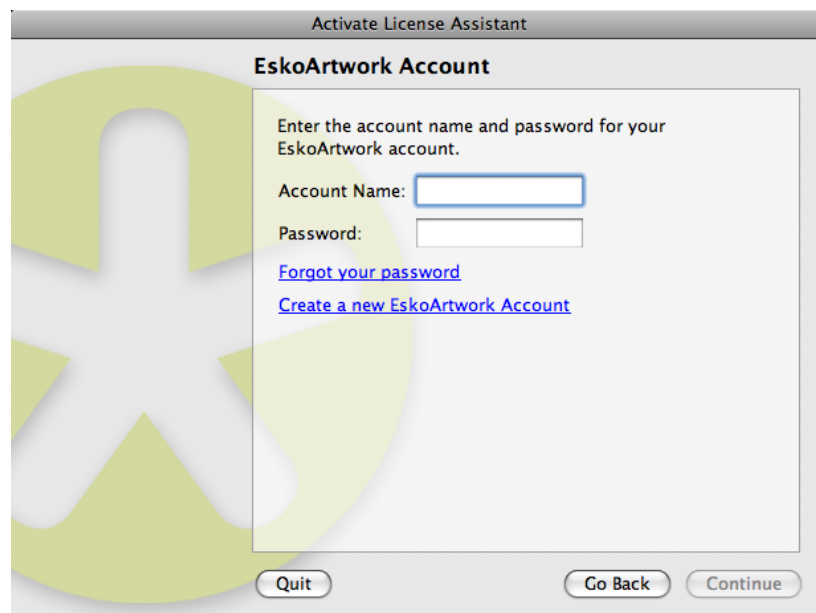 Activate License Assistant
EskoArtwork Account
Enter the account name and password for your
EskoArtwork account.
Account Name:
Password:
Forgot your password
Create a new EskoArtwork Account
Quit
Go Back
Continue